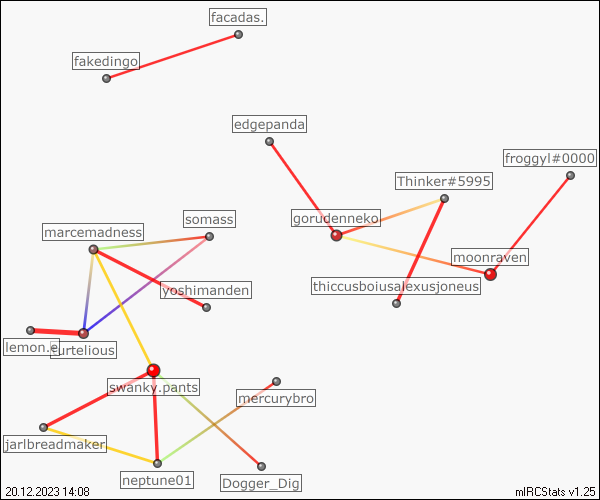 facadas.
fakedingo
edgepanda
froggyl#0000
Thinker#5995
somass
gorudenneko
marcemadness
moonraven
yoshimanden
thiccusboiusalexusjoneus
lemon.e
turtelious
swanky.pants
mercurybro
jarlbreadmaker
neptune01
Dogger_Dig
20.12.2023 14:08
mIRCStats v1.25